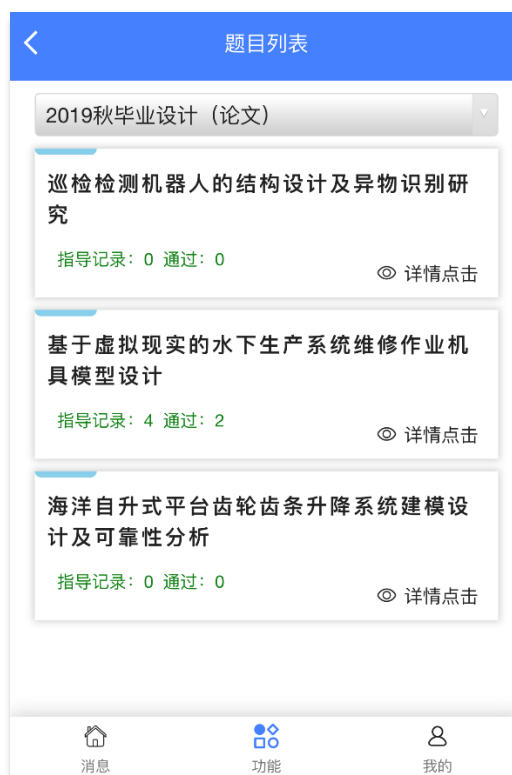 题目列表
2019秋毕业设计（论文）
巡检检测机器人的结构设计及异物识别研
究
指导记录：0 通过：0
详情点击
基于虚拟现实的水下生产系统维修作业机
具模型设计
指导记录：4 通过：2
详情点击
海洋自升式平台齿轮齿条升降系统建模设
计及可靠性分析
指导记录：0 通过：0
详情点击
消息 功能 我的